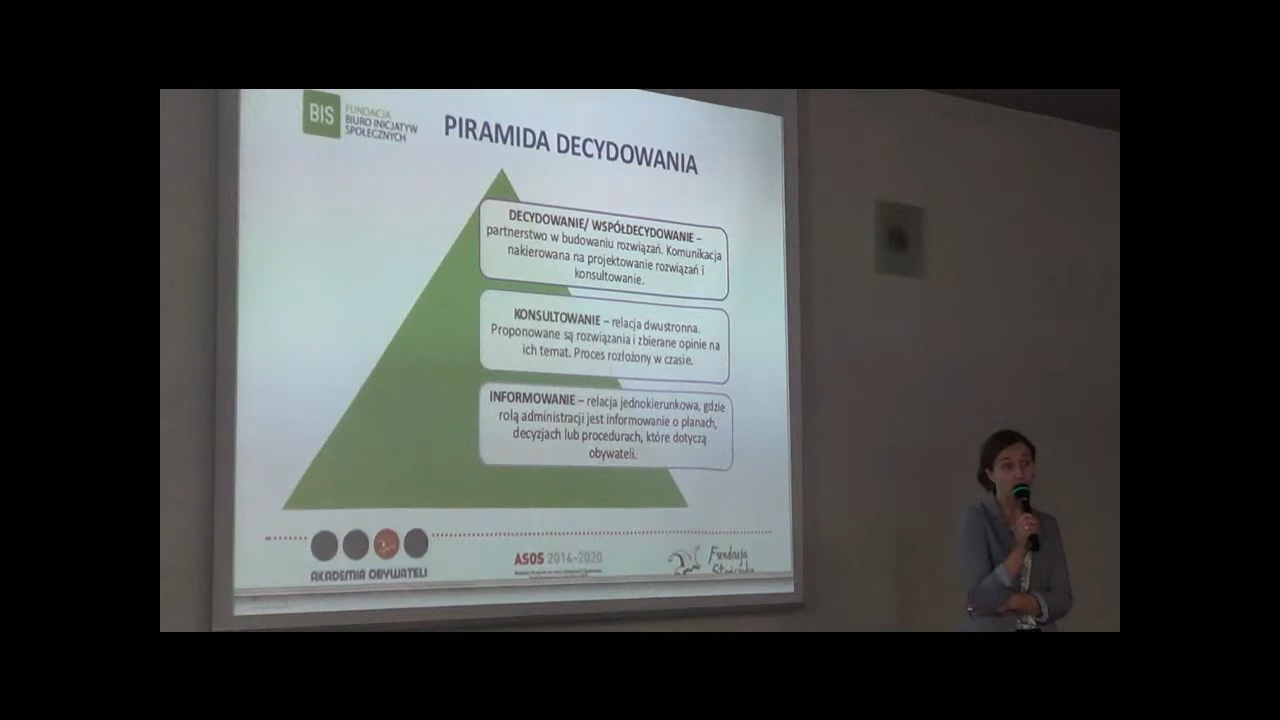 BIS
FUNDACJA
BIURO INICJATYW
SPOŁECZNYCH
PIRAMIDA DECYDOWANIA
DECYDOWANIE/ WSPÓŁDECYDOWANIE –
partnerstwo w budowaniu rozwiązań. Komunikacja
nakierowana na projektowanie rozwiązań i
konsultowanie.
KONSULTOWANIE – relacja dwustronna.
Proponowane są rozwiązania i zbierane opinie na
ich temat. Proces rozłożony w czasie.
INFORMOWANIE – relacja jednokierunkowa, gdzie
rolą administracji jest informowanie o planach,
decyzjach lub procedurach, które dotyczą
obywateli.
AKADEMIA OBYWATELI
ASOS 2014-2020
Fundacja